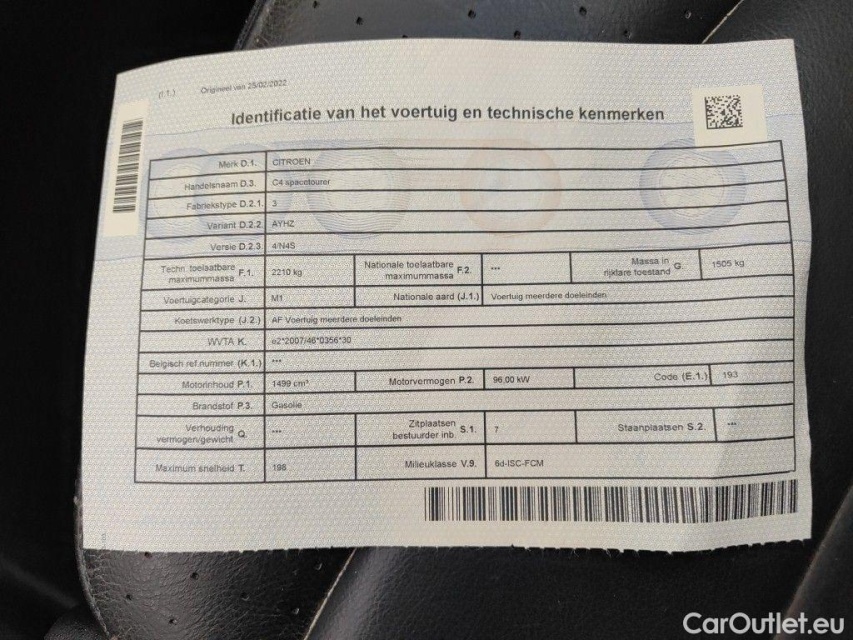 (I.1.) Origineel van 25/02/2022
Identificatie van het voertuig en technische kenmerken
Merk D.1. CITROEN
Handelsnaam D.3. C4 spacetourer
Fabriekstype D.2.1. 3
Variant D.2.2. AYHZ
Versie D.2.3. 4/N4S
Techn. toelaatbare maximummassa F.1. 2210 kg Nationale toelaatbare maximummassa F.2. --- Massa in rijklare toestand G. 1505 kg
Voertuigcategorie J. M1 Nationale aard (J.1.) Voertuig meerdere doeleinden
Koetswerktype (J.2.) AF Voertuig meerdere doeleinden
WVTA K. e2*2007/46*0356*30
Belgisch ref.nummer (K.1.) ---
Motorinhoud P.1. 1499 cm³ Motorvermogen P.2. 96,00 kW Code (E.1.) 193
Brandstof P.3. Gasolie
Verhouding vermogen/gewicht Q. --- Zitplaatsen bestuurder inb. S.1. 7 Staanplaatsen S.2. ---
Maximum snelheid T. 198 Milieuklasse V.9. 6d-ISC-FCM
CarOutlet.eu